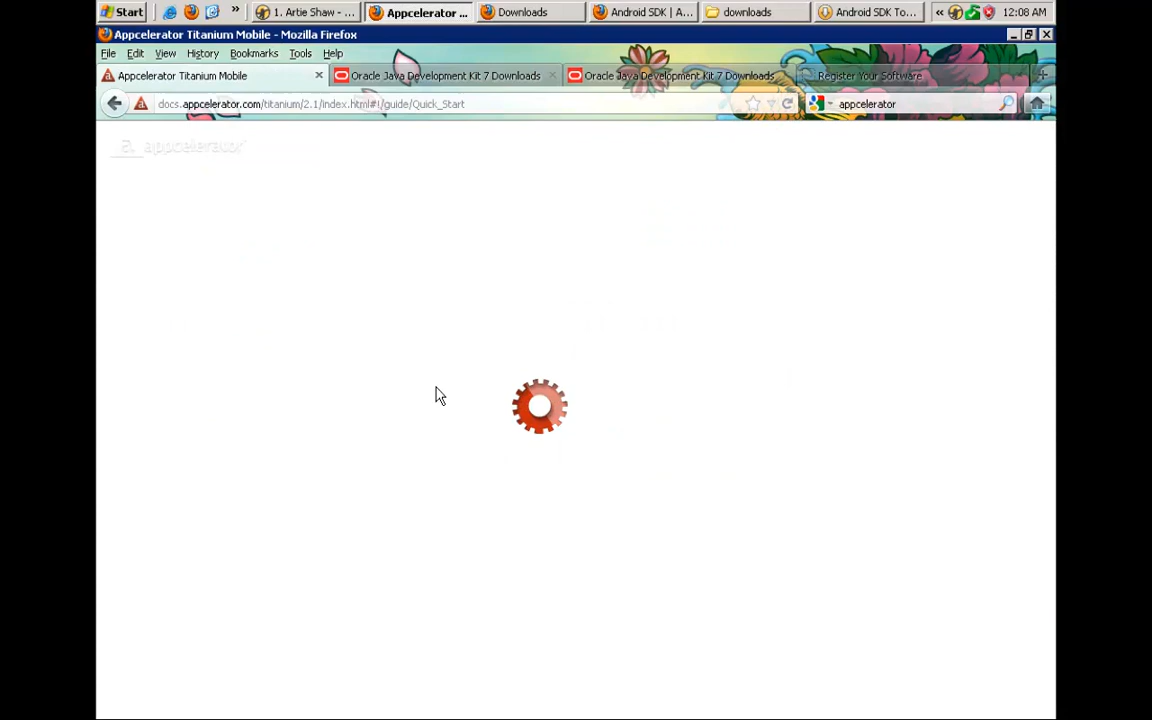 Start
»
1. Artie Shaw - ...
Appcelerator ...
Downloads
Android SDK | A...
downloads
Android SDK To...
«
12:08 AM
Appcelerator Titanium Mobile - Mozilla Firefox
File Edit View History Bookmarks Tools Help
Appcelerator Titanium Mobile
Oracle Java Development Kit 7 Downloads
Oracle Java Development Kit 7 Downloads
Register Your Software
docs.appcelerator.com/titanium/2.1/index.html#!/guide/Quick_Start
appcelerator
appcelerator